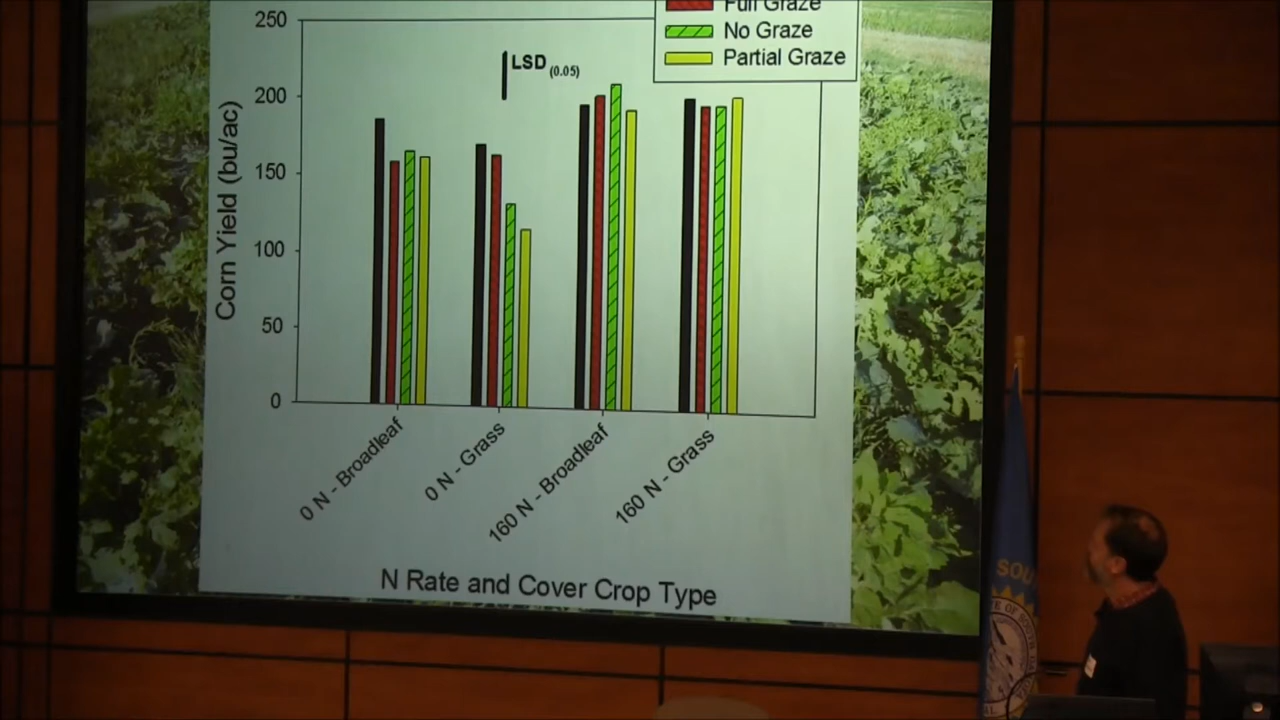 Full Graze
No Graze
Partial Graze
LSD (0.05)
250
200
150
100
50
0
Corn Yield (bu/ac)
0 N - Broadleaf
0 N - Grass
160 N - Broadleaf
160 N - Grass
N Rate and Cover Crop Type
SOU